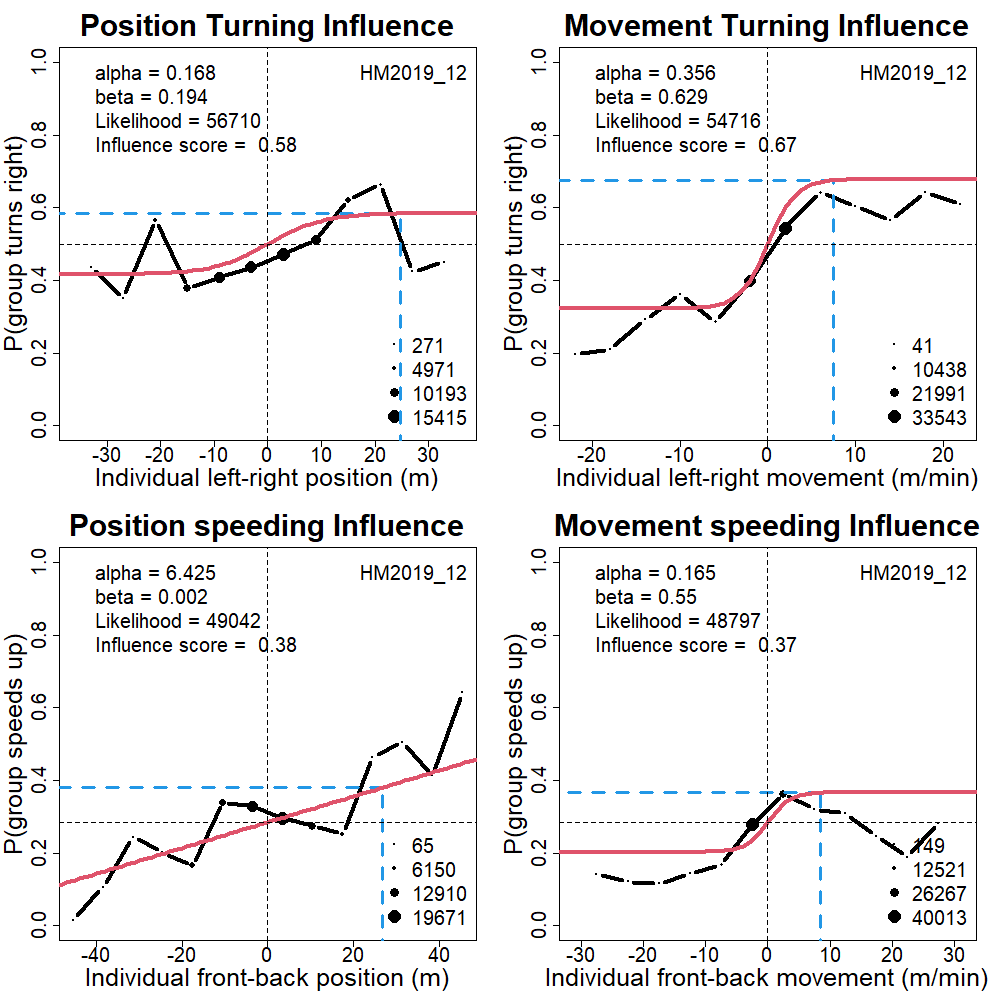 Position Turning Influence
P(group turns right)
1.0
0.8
0.6
0.4
0.2
0.0
alpha = 0.168
beta = 0.194
Likelihood = 56710
Influence score = 0.58
HM2019_12
271
4971
10193
15415
-30 -20 -10 0 10 20 30
Individual left-right position (m)
Movement Turning Influence
P(group turns right)
1.0
0.8
0.6
0.4
0.2
0.0
alpha = 0.356
beta = 0.629
Likelihood = 54716
Influence score = 0.67
HM2019_12
41
10438
21991
33543
-20 -10 0 10 20
Individual left-right movement (m/min)
Position speeding Influence
P(group speeds up)
1.0
0.8
0.6
0.4
0.2
0.0
alpha = 6.425
beta = 0.002
Likelihood = 49042
Influence score = 0.38
HM2019_12
65
6150
12910
19671
-40 -20 0 20 40
Individual front-back position (m)
Movement speeding Influence
P(group speeds up)
1.0
0.8
0.6
0.4
0.2
0.0
alpha = 0.165
beta = 0.55
Likelihood = 48797
Influence score = 0.37
HM2019_12
149
12521
26267
40013
-30 -20 -10 0 10 20 30
Individual front-back movement (m/min)